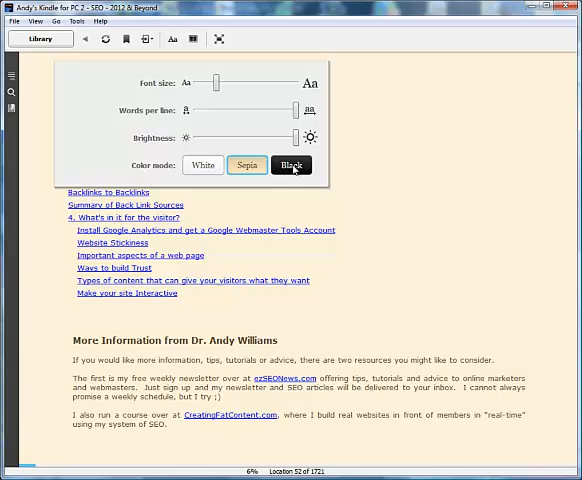 Andy's Kindle for PC 2 - SEO - 2012 & Beyond
File View Go Tools Help
Library Aa
Font size: Aa Aa
Words per line: a aa
Brightness:
Color mode: White Sepia Black
Backlinks to Backlinks
Summary of Back Link Sources
4. What's in it for the visitor?
Install Google Analytics and get a Google Webmaster Tools Account
Website Stickiness
Important aspects of a web page
Ways to build Trust
Types of content that can give your visitors what they want
Make your site Interactive
More Information from Dr. Andy Williams
If you would like more information, tips, tutorials or advice, there are two resources you might like to consider.
The first is my free weekly newsletter over at ezSEONews.com offering tips, tutorials and advice to online marketers
and webmasters. Just sign up and my newsletter and SEO articles will be delivered to your inbox. I cannot always
promise a weekly schedule, but I try ;)
I also run a course over at CreatingFatContent.com, where I build real websites in front of members in "real-time"
using my system of SEO.
6% Location 52 of 1721